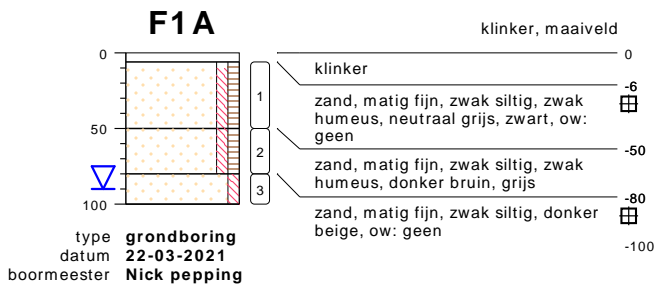 F1A
klinker, maaiveld
0
0
klinker
-6
1
zand, matig fijn, zwak siltig, zwak
humeus, neutraal grijs, zwart, ow:
geen
50
-50
2
zand, matig fijn, zwak siltig, zwak
humeus, donker bruin, grijs
-80
3
zand, matig fijn, zwak siltig, donker
beige, ow: geen
100
-100
type grondboring
datum 22-03-2021
boormeester Nick pepping